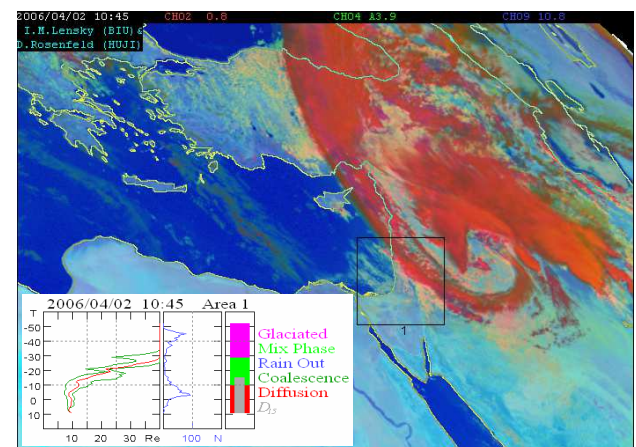 2006/04/02 10:45 CH02 0.8 CH04 A3.9 CH09 10.8
I.M.Lensky (BIU)&
D.Rosenfeld (HUJI)
1
2006/04/02 10:45 Area 1
T
-50
-40
-30
-20
-10
0
10
10 20 30 Re
100 N
Glaciated
Mix Phase
Rain Out
Coalescence
Diffusion
D15